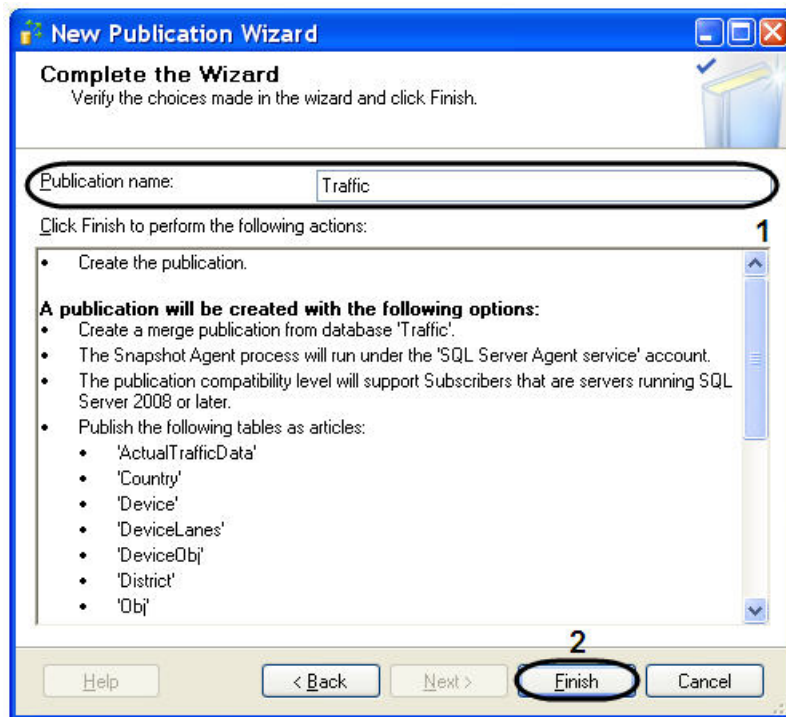 New Publication Wizard
Complete the Wizard
Verify the choices made in the wizard and click Finish.
Publication name: Traffic
1
Click Finish to perform the following actions:
• Create the publication.
A publication will be created with the following options:
• Create a merge publication from database 'Traffic'.
• The Snapshot Agent process will run under the 'SQL Server Agent service' account.
• The publication compatibility level will support Subscribers that are servers running SQL
Server 2008 or later.
• Publish the following tables as articles:
• 'ActualTrafficData'
• 'Country'
• 'Device'
• 'DeviceLanes'
• 'DeviceObj'
• 'District'
• 'Obj'
2
Help < Back Next > Finish Cancel